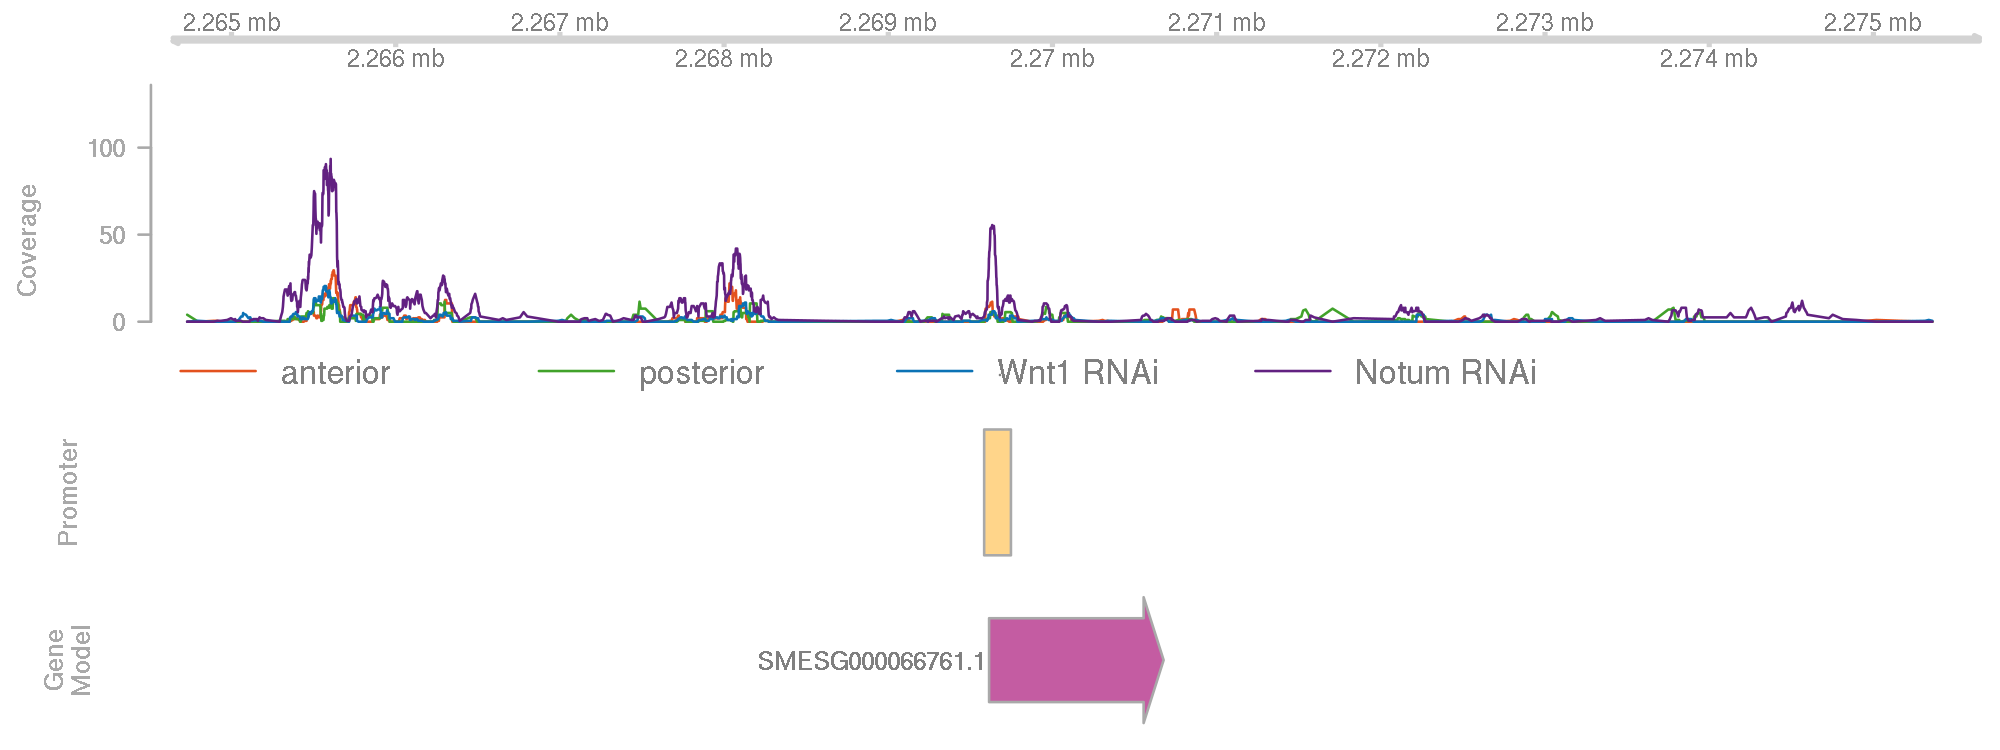 2.265 mb 2.267 mb 2.269 mb 2.271 mb 2.273 mb 2.275 mb
2.266 mb 2.268 mb 2.27 mb 2.272 mb 2.274 mb
Coverage
100
50
0
anterior posterior Wnt1 RNAi Notum RNAi
Promoter
Gene
Model
SMESG000066761.1